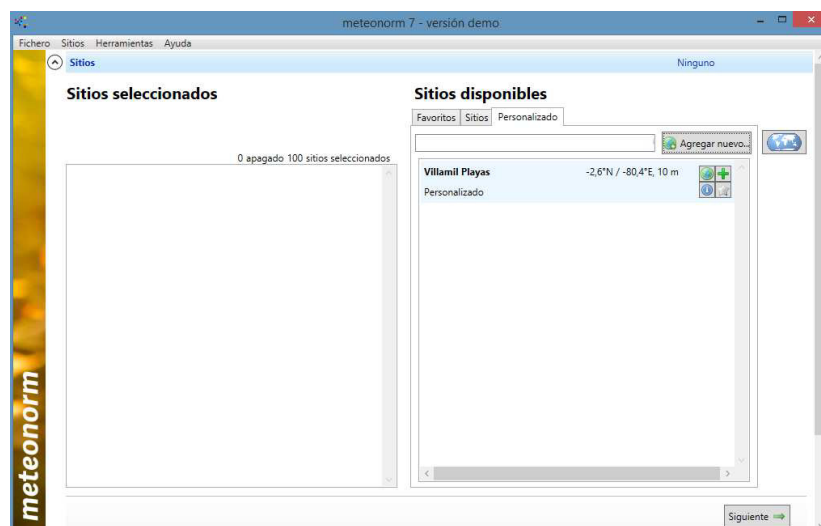 meteonorm 7 - versión demo
Fichero Sitios Herramientas Ayuda
Sitios Ninguno
Sitios seleccionados
0 apagado 100 sitios seleccionados
Sitios disponibles
Favoritos Sitios Personalizado
Agregar nuevo...
Villamil Playas -2,6°N / -80,4°E, 10 m
Personalizado
meteonorm
Siguiente